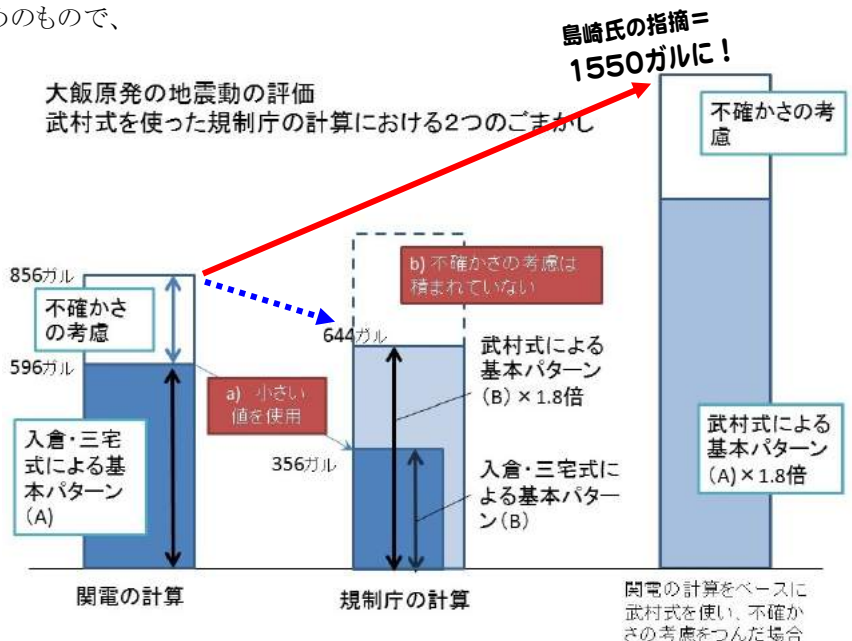 つのもので、
島崎氏の指摘＝
1550ガルに！
大飯原発の地震動の評価
武村式を使った規制庁の計算における2つのごまかし
不確かさの考
慮
856ガル
不確かさ
の考慮
596ガル
入倉・三宅
式による基
本パターン
(A)
関電の計算
a) 小さい
値を使用
b) 不確かさの考慮は
積まれていない
644ガル
356ガル
武村式による
基本パターン
(B)×1.8倍
入倉・三宅式に
よる基本パター
ン(B)
規制庁の計算
武村式による
基本パターン
(A)×1.8倍
関電の計算をベースに
武村式を使い、不確か
さの考慮をつんだ場合